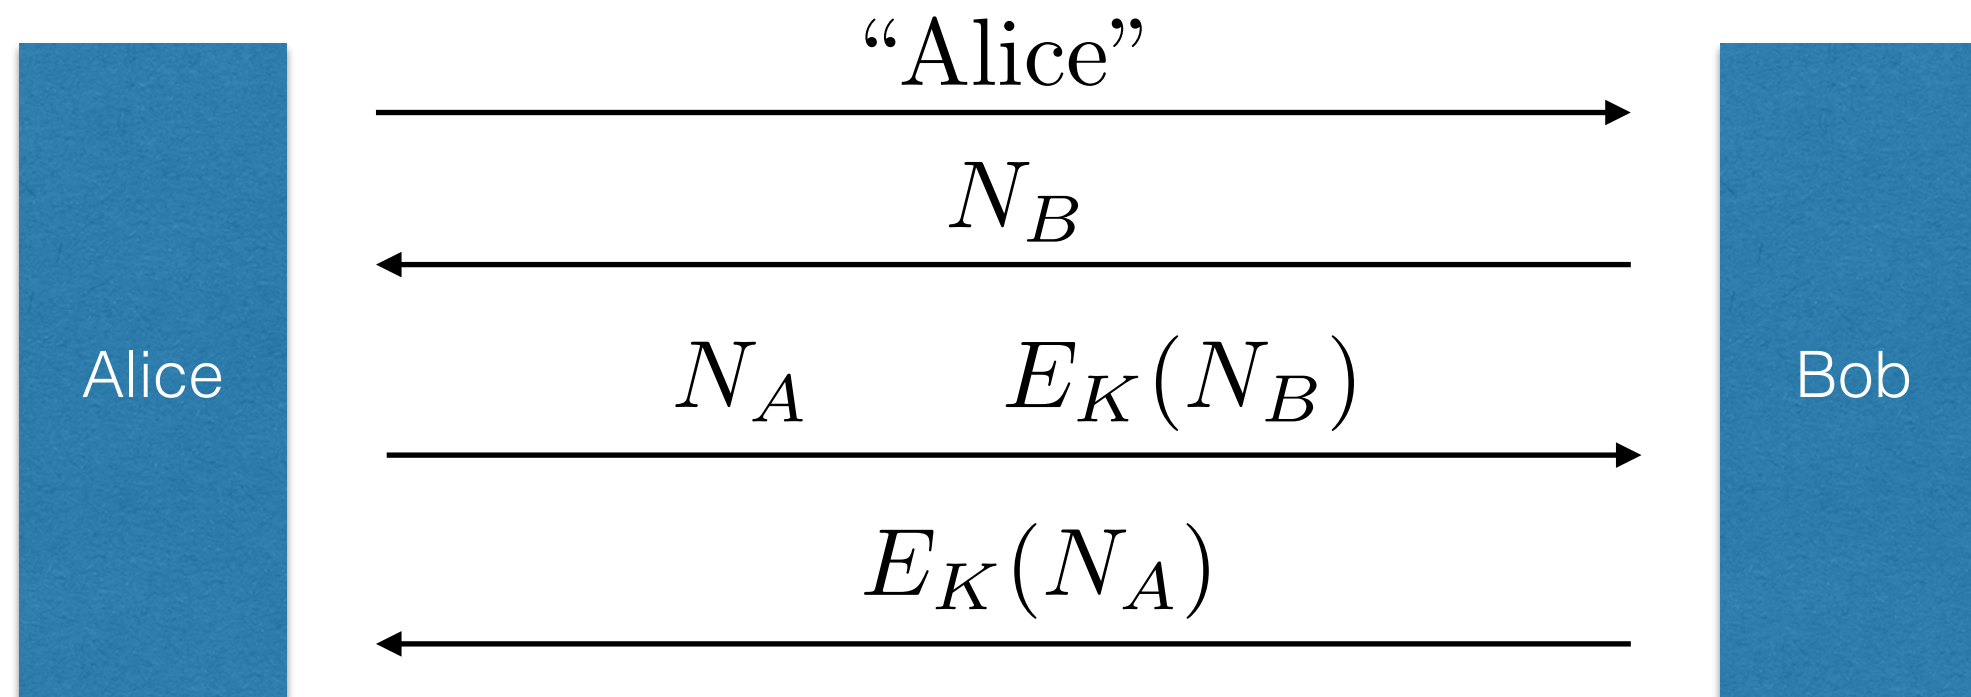 “Alice”
N_B
N_A E_K(N_B)
Alice
Bob
E_K(N_A)